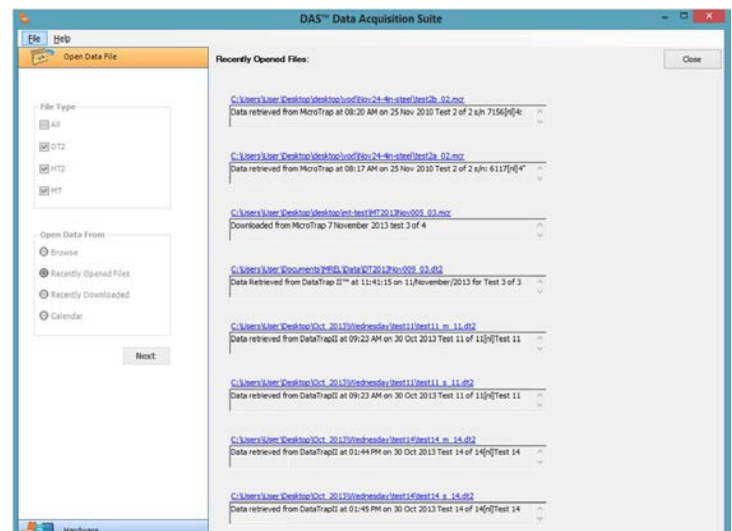 DAS™ Data Acquisition Suite
File Help
Open Data File
File Type
All
DT2
HT2
MT
Open Data From
Browse
Recently Opened Files
Recently Downloaded
Calendar
Next
Hardware
Recently Opened Files:
Close
C:\Users\User\Desktop\desktop\vod\Nov24-4in-steel\test2b_02.mcr
Data retrieved from MicroTrap at 08:20 AM on 25 Nov 2010 Test 2 of 2 s/n 7156[nl]4:
C:\Users\User\Desktop\desktop\vod\Nov24-4in-steel\test2a_02.mcr
Data retrieved from MicroTrap at 08:17 AM on 25 Nov 2010 Test 2 of 2 s/n: 6117[nl]4"
C:\Users\User\Desktop\desktop\mt-test\MT2013Nov005_03.mcr
Downloaded from MicroTrap 7 November 2013 test 3 of 4
C:\Users\User\Documents\MREL\Data\DT2013Nov009_03.dt2
Data Retrieved from DataTrap II™ at 11:41:15 on 11/November/2013 for Test 3 of 3
C:\Users\User\Desktop\Oct_2013\Wednesday\test11\test11_m_11.dt2
Data retrieved from DataTrapII at 09:23 AM on 30 Oct 2013 Test 11 of 11[nl]Test 11
C:\Users\User\Desktop\Oct_2013\Wednesday\test11\test11_s_11.dt2
Data retrieved from DataTrapII at 09:23 AM on 30 Oct 2013 Test 11 of 11[nl]Test 11
C:\Users\User\Desktop\Oct_2013\Wednesday\test14\test14_m_14.dt2
Data retrieved from DataTrapII at 01:44 PM on 30 Oct 2013 Test 14 of 14[nl]Test 14
C:\Users\User\Desktop\Oct_2013\Wednesday\test14\test14_s_14.dt2
Data retrieved from DataTrapII at 01:45 PM on 30 Oct 2013 Test 14 of 14[nl]Test 14